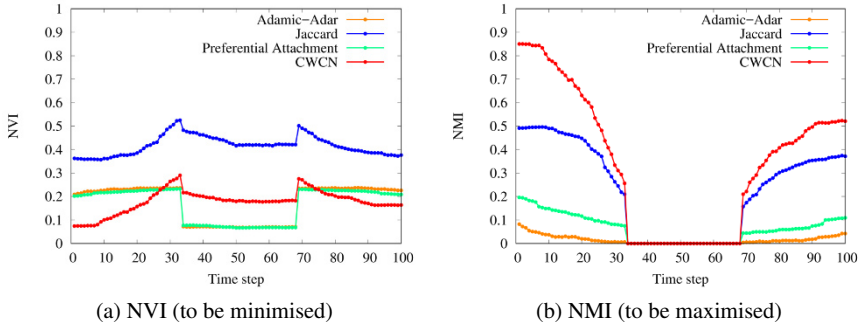 Adamic-Adar
Jaccard
Preferential Attachment
CWCN
1
0.9
0.8
0.7
0.6
0.5
0.4
0.3
0.2
0.1
0
NVI
0 10 20 30 40 50 60 70 80 90 100
Time step
(a) NVI (to be minimised)
Adamic-Adar
Jaccard
Preferential Attachment
CWCN
1
0.9
0.8
0.7
0.6
0.5
0.4
0.3
0.2
0.1
0
NMI
0 10 20 30 40 50 60 70 80 90 100
Time step
(b) NMI (to be maximised)